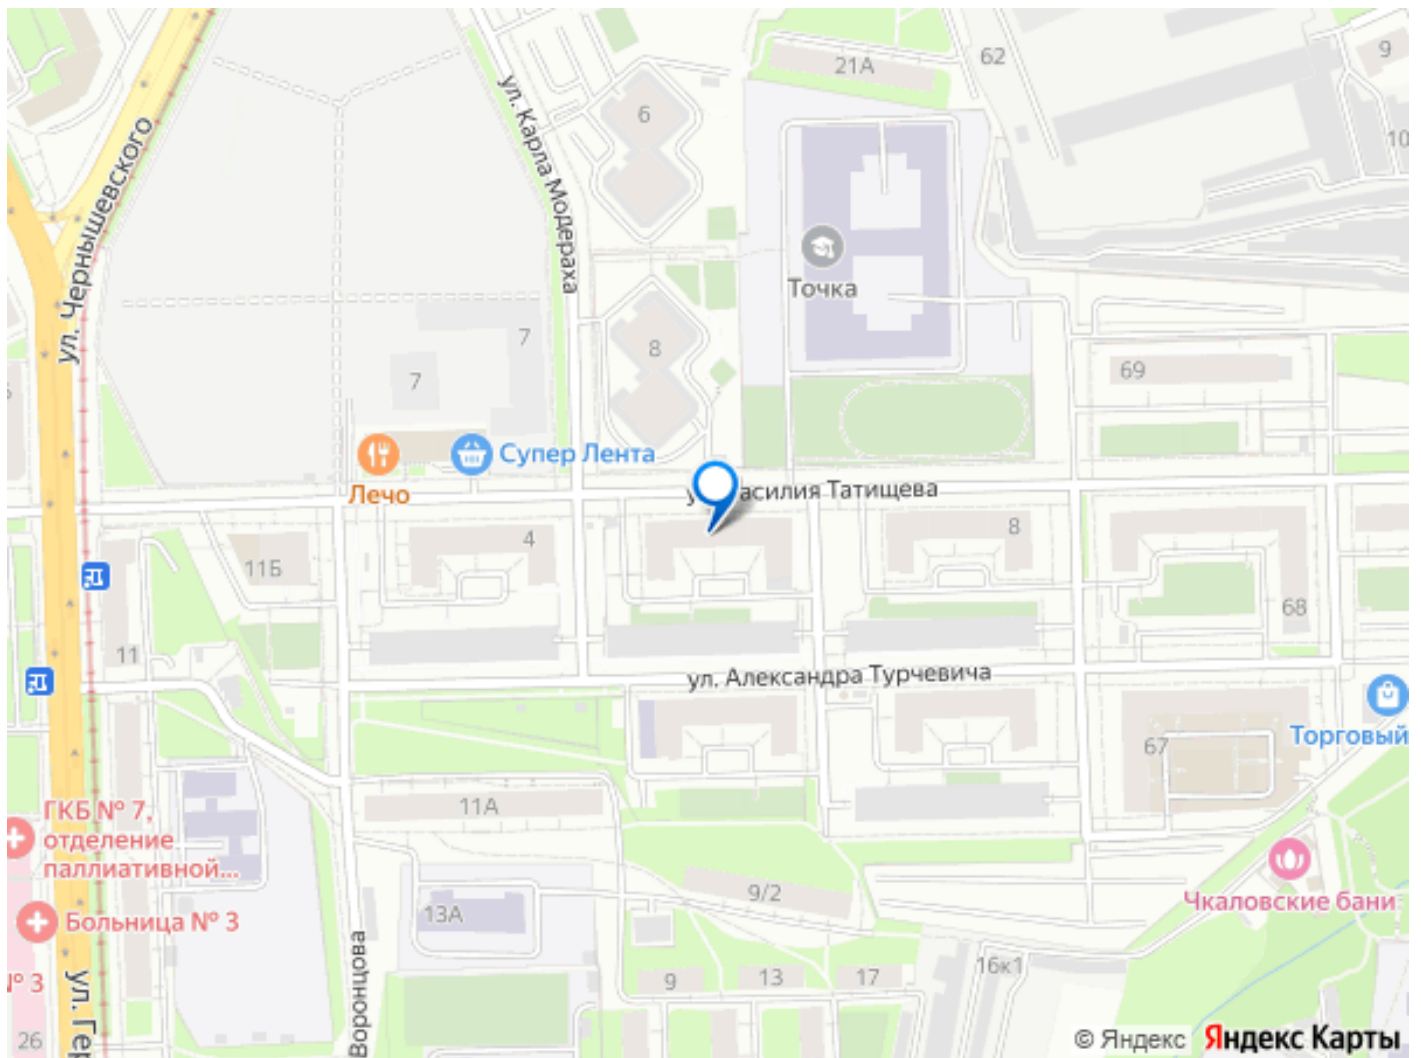 21А
62
9
6
10
ул. Карла Модераха
ул. Чернышевского
Точка
7
7
8
69
Супер Лента
Лечо
асилия Татищева
4
8
11Б
68
11
ул. Александра Турчевича
Торговый
67
11А
ГКБ № 7,
отделение
паллиативной...
9/2
Чкаловские бани
13А
Больница № 3
Воронцова
16к1
№ 3
9
13
17
ул. Гер
26
© Яндекс Яндекс Карты